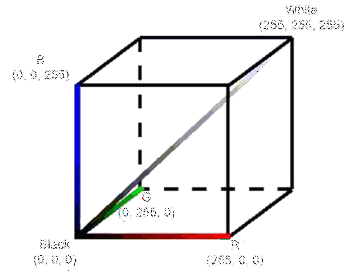 White
(255, 255, 255)
B
(0, 0, 255)
G
(0, 255, 0)
Black
(0, 0, 0)
R
(255, 0, 0)